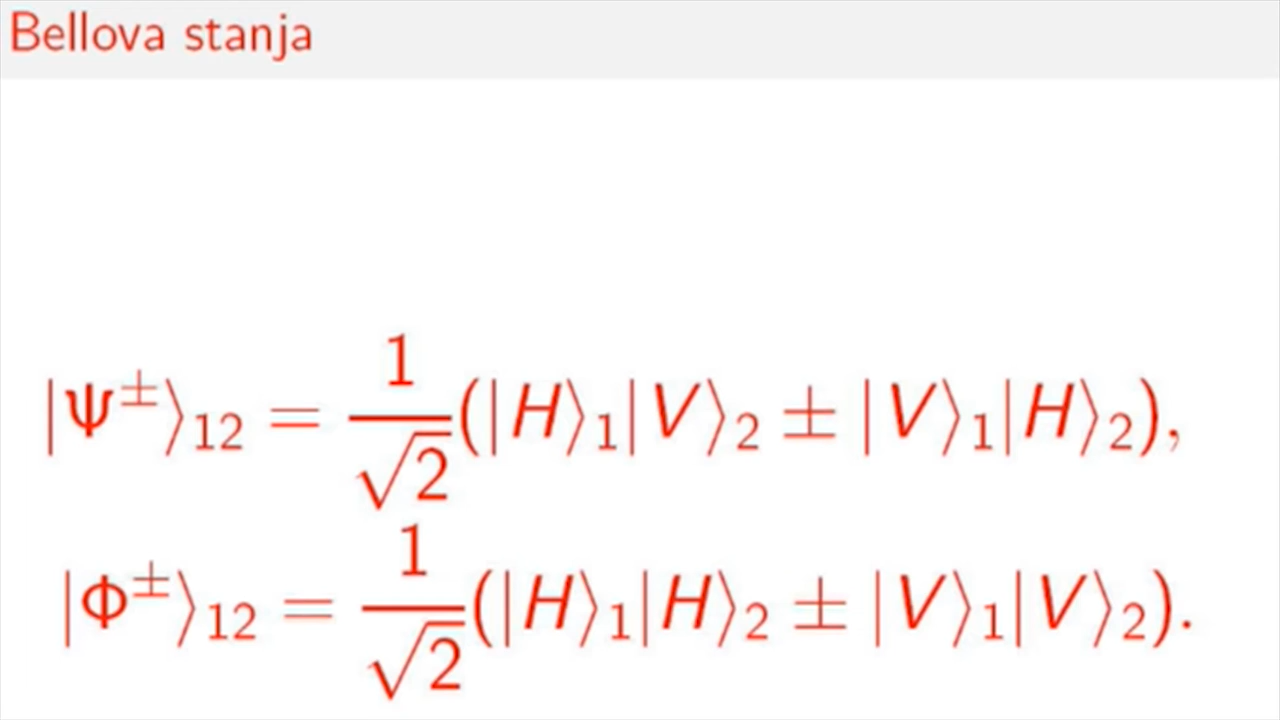 Bellova stanja
|Ψ±⟩12 = 1/√2 (|H⟩1|V⟩2 ± |V⟩1|H⟩2),
|Φ±⟩12 = 1/√2 (|H⟩1|H⟩2 ± |V⟩1|V⟩2).